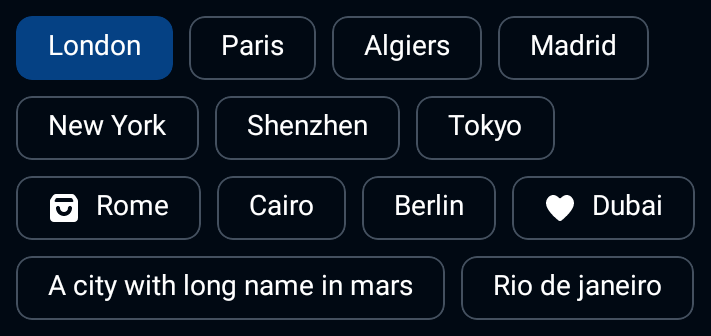 London Paris Algiers Madrid
New York Shenzhen Tokyo
Rome Cairo Berlin Dubai
A city with long name in mars Rio de janeiro